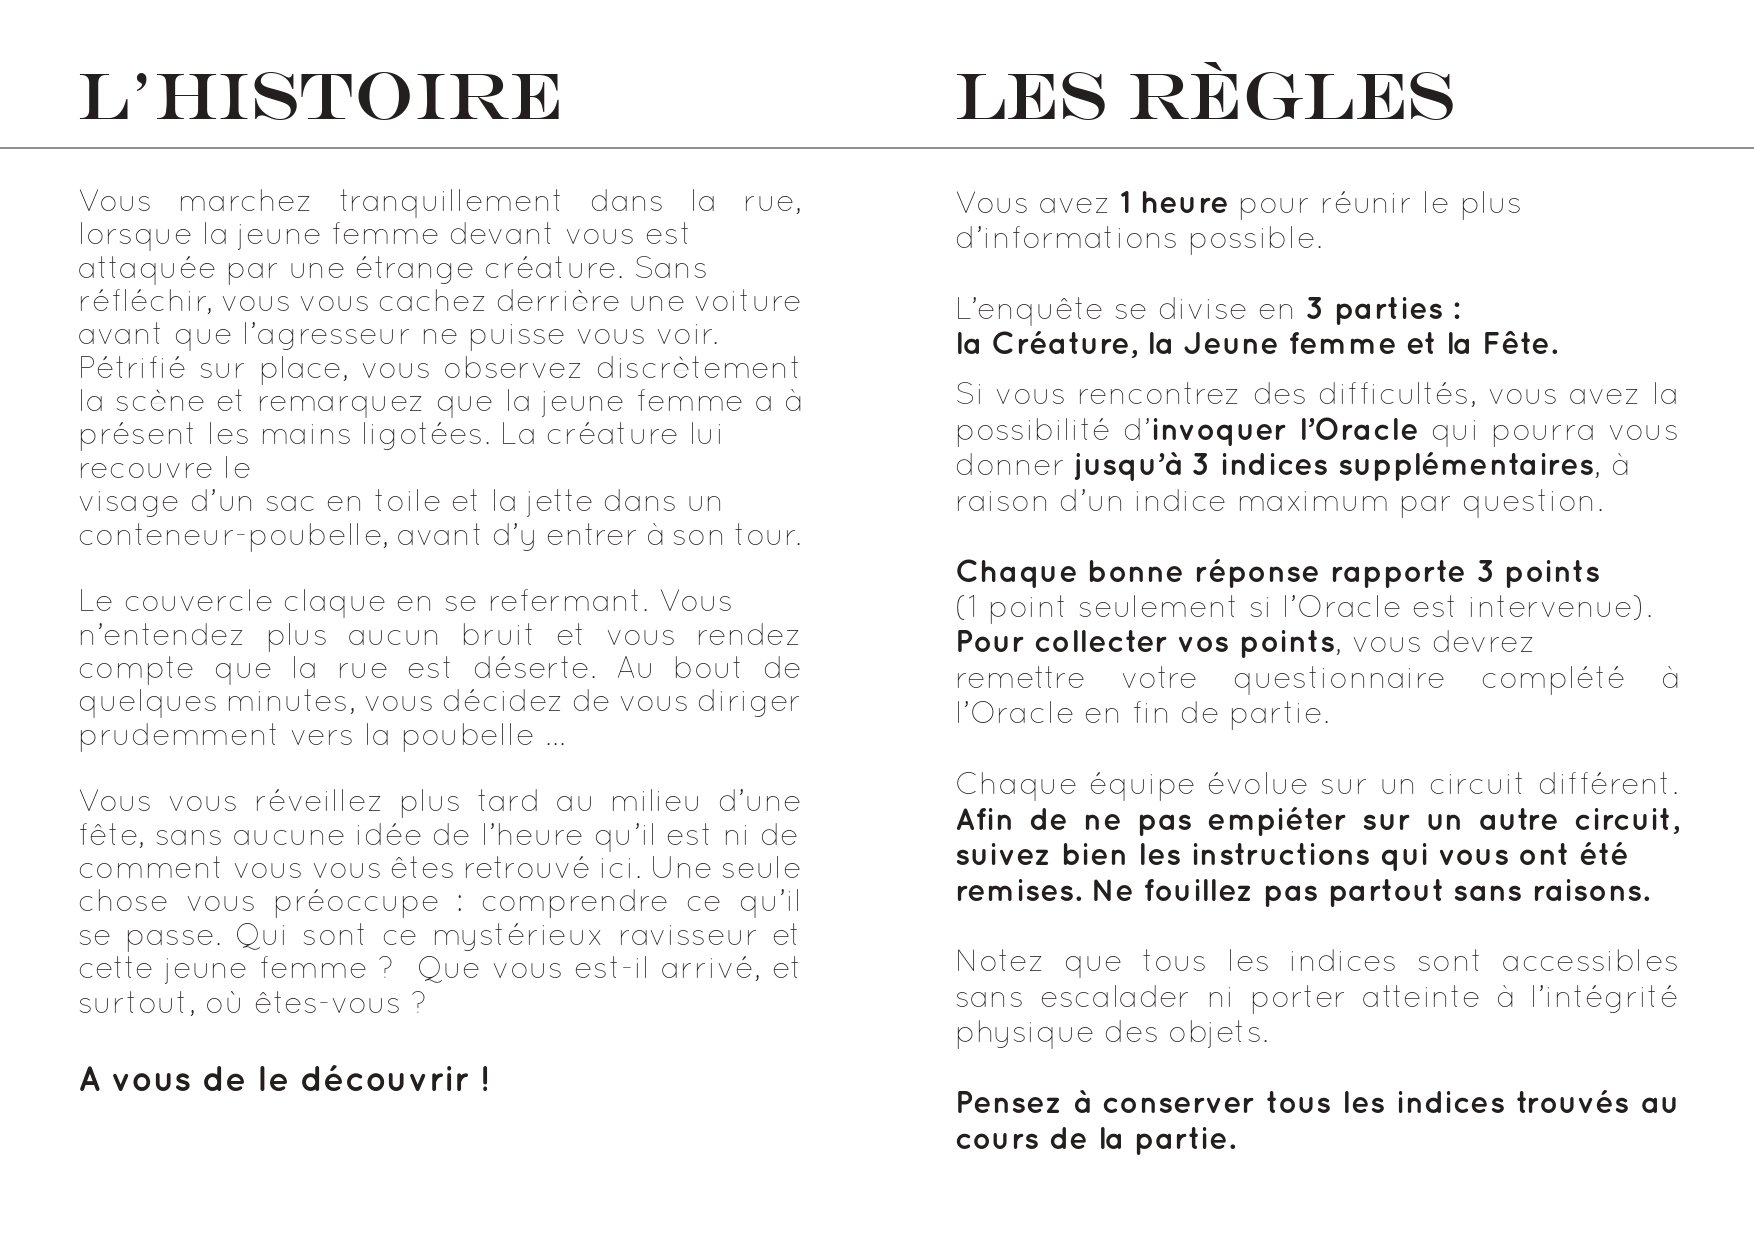 L'HISTOIRE
Vous marchez tranquillement dans la rue,
lorsque la jeune femme devant vous est
attaquée par une étrange créature. Sans
réfléchir, vous vous cachez derrière une voiture
avant que l'agresseur ne puisse vous voir.
Pétrifié sur place, vous observez discrètement
la scène et remarquez que la jeune femme a à
présent les mains ligotées. La créature lui
recouvre le
visage d'un sac en toile et la jette dans un
conteneur-poubelle, avant d'y entrer à son tour.
Le couvercle claque en se refermant. Vous
n'entendez plus aucun bruit et vous rendez
compte que la rue est déserte. Au bout de
quelques minutes, vous décidez de vous diriger
prudemment vers la poubelle ...
Vous vous réveillez plus tard au milieu d'une
fête, sans aucune idée de l'heure qu'il est ni de
comment vous vous êtes retrouvé ici. Une seule
chose vous préoccupe : comprendre ce qu'il
se passe. Qui sont ce mystérieux ravisseur et
cette jeune femme ? Que vous est-il arrivé, et
surtout, où êtes-vous ?
A vous de le découvrir !
LES RÈGLES
Vous avez 1 heure pour réunir le plus
d'informations possible.
L'enquête se divise en 3 parties :
la Créature, la Jeune femme et la Fête.
Si vous rencontrez des difficultés, vous avez la
possibilité d'invoquer l'Oracle qui pourra vous
donner jusqu'à 3 indices supplémentaires, à
raison d'un indice maximum par question.
Chaque bonne réponse rapporte 3 points
(1 point seulement si l'Oracle est intervenue).
Pour collecter vos points, vous devrez
remettre votre questionnaire complété à
l'Oracle en fin de partie.
Chaque équipe évolue sur un circuit différent.
Afin de ne pas empiéter sur un autre circuit,
suivez bien les instructions qui vous ont été
remises. Ne fouillez pas partout sans raisons.
Notez que tous les indices sont accessibles
sans escalader ni porter atteinte à l'intégrité
physique des objets.
Pensez à conserver tous les indices trouvés au
cours de la partie.